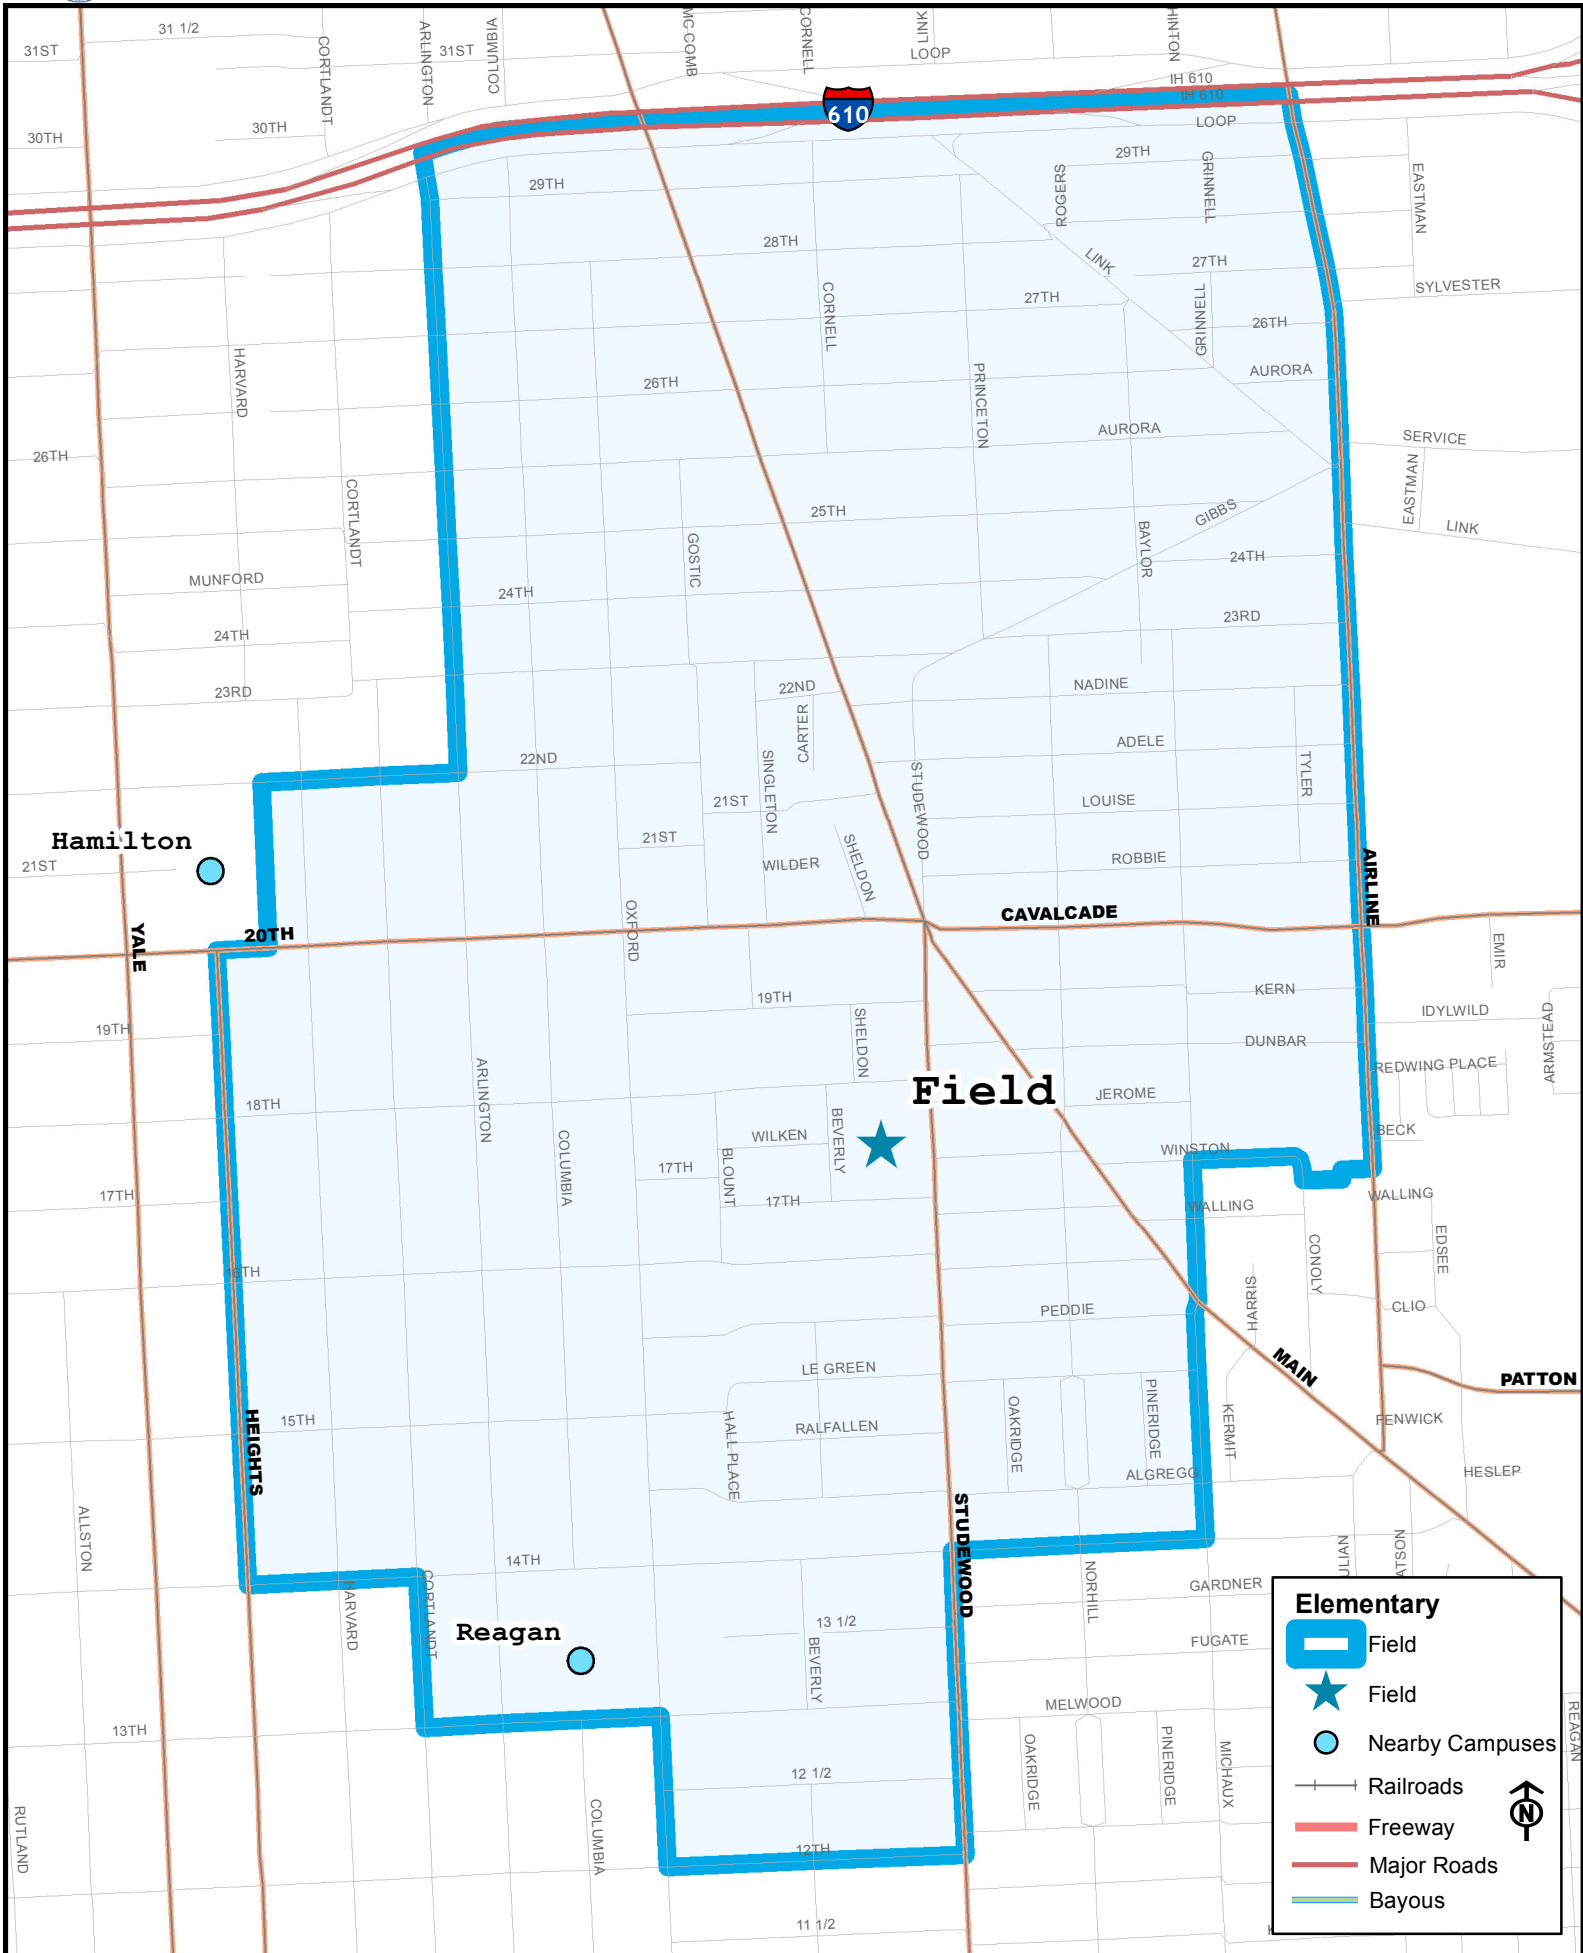 31 1/2
31ST
CORTLANDT
ARLINGTON
31ST
COLUMBIA
MC COMB
CORNELL
LINK
LOOP
HINTON
IH 610
IH 610
610
LOOP
30TH
30TH
29TH
29TH
ROGERS
GRINNELL
EASTMAN
28TH
LINK
27TH
27TH
SYLVESTER
CORNELL
GRINNELL
26TH
HARVARD
26TH
PRINCETON
AURORA
AURORA
SERVICE
26TH
CORTLANDT
EASTMAN
25TH
GIBBS
LINK
GOSTIC
BAYLOR
24TH
MUNFORD
24TH
23RD
24TH
23RD
22ND
NADINE
CARTER
ADELE
22ND
SINGLETON
STUDEWOOD
TYLER
21ST
LOUISE
Hamilton
21ST
SHELDON
WILDER
ROBBIE
21ST
AIRLINE
OXFORD
CAVALCADE
YALE
20TH
EMIR
19TH
KERN
IDYLWILD
ARMSTEAD
19TH
SHELDON
DUNBAR
REDWING PLACE
Field
ARLINGTON
18TH
JEROME
BEVERLY
WILKEN
BECK
COLUMBIA
BLOUNT
WINSTON
17TH
17TH
17TH
WALLING
WALLING
CONOLY
EDSEE
16TH
HARRIS
PEDDIE
CLIO
MAIN
LE GREEN
PATTON
HEIGHTS
15TH
HALL PLACE
RALFALLEN
OAKRIDGE
PINERIDGE
KERMIT
FENWICK
ALGREGG
HESLEP
ALLSTON
STUDEWOOD
14TH
HARVARD
CORTLANDT
NORHILL
GARDNER
ULIAN
ATSON
Reagan
13 1/2
BEVERLY
FUGATE
MELWOOD
13TH
OAKRIDGE
PINERIDGE
MICHAUX
REAGAN
12 1/2
RUTLAND
COLUMBIA
12TH
11 1/2
Elementary
Field
Field
Nearby Campuses
Railroads
N
Freeway
Major Roads
Bayous